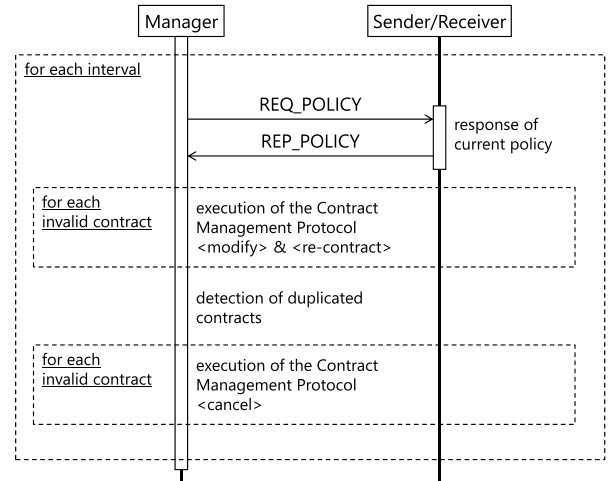 Manager
Sender/Receiver
for each interval
REQ_POLICY
REP_POLICY
response of
current policy
for each
invalid contract
execution of the Contract
Management Protocol
<modify> & <re-contract>
detection of duplicated
contracts
for each
invalid contract
execution of the Contract
Management Protocol
<cancel>